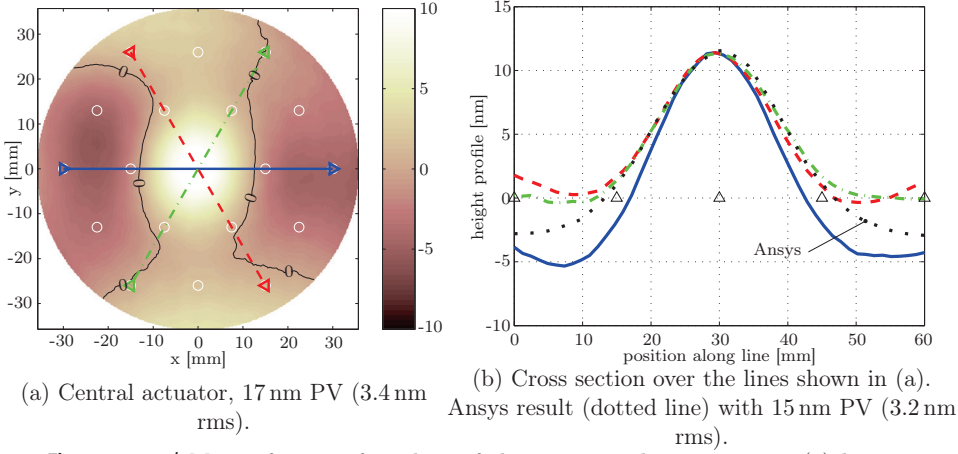 30
20
10
0
-10
-20
-30
y [mm]
-30 -20 -10 0 10 20 30
x [mm]
0
0
0
0
0
0
10
5
0
-5
-10
(a) Central actuator, 17 nm PV (3.4 nm
rms).
15
10
5
0
-5
-10
height profile [nm]
Ansys
0 10 20 30 40 50 60
position along line [mm]
(b) Cross section over the lines shown in (a).
Ansys result (dotted line) with 15 nm PV (3.2 nm
rms).